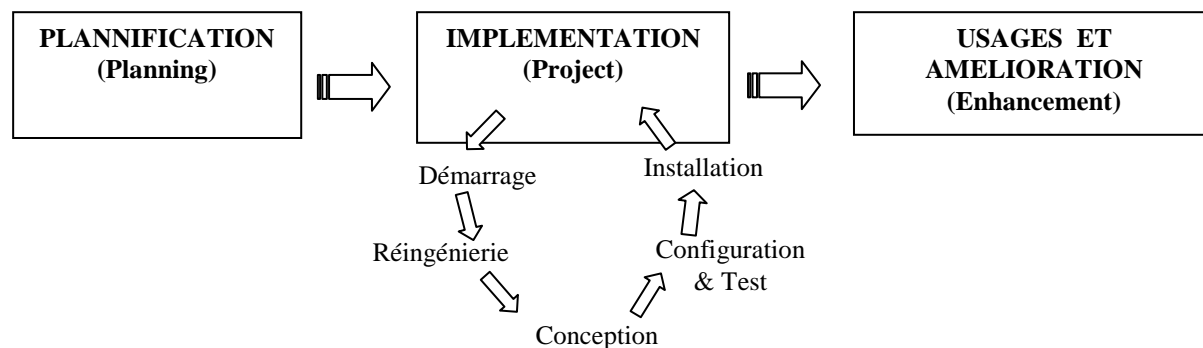 PLANNIFICATION
(Planning)
IMPLEMENTATION
(Project)
USAGES ET
AMELIORATION
(Enhancement)
Démarrage
Installation
Réingénierie
Configuration
& Test
Conception